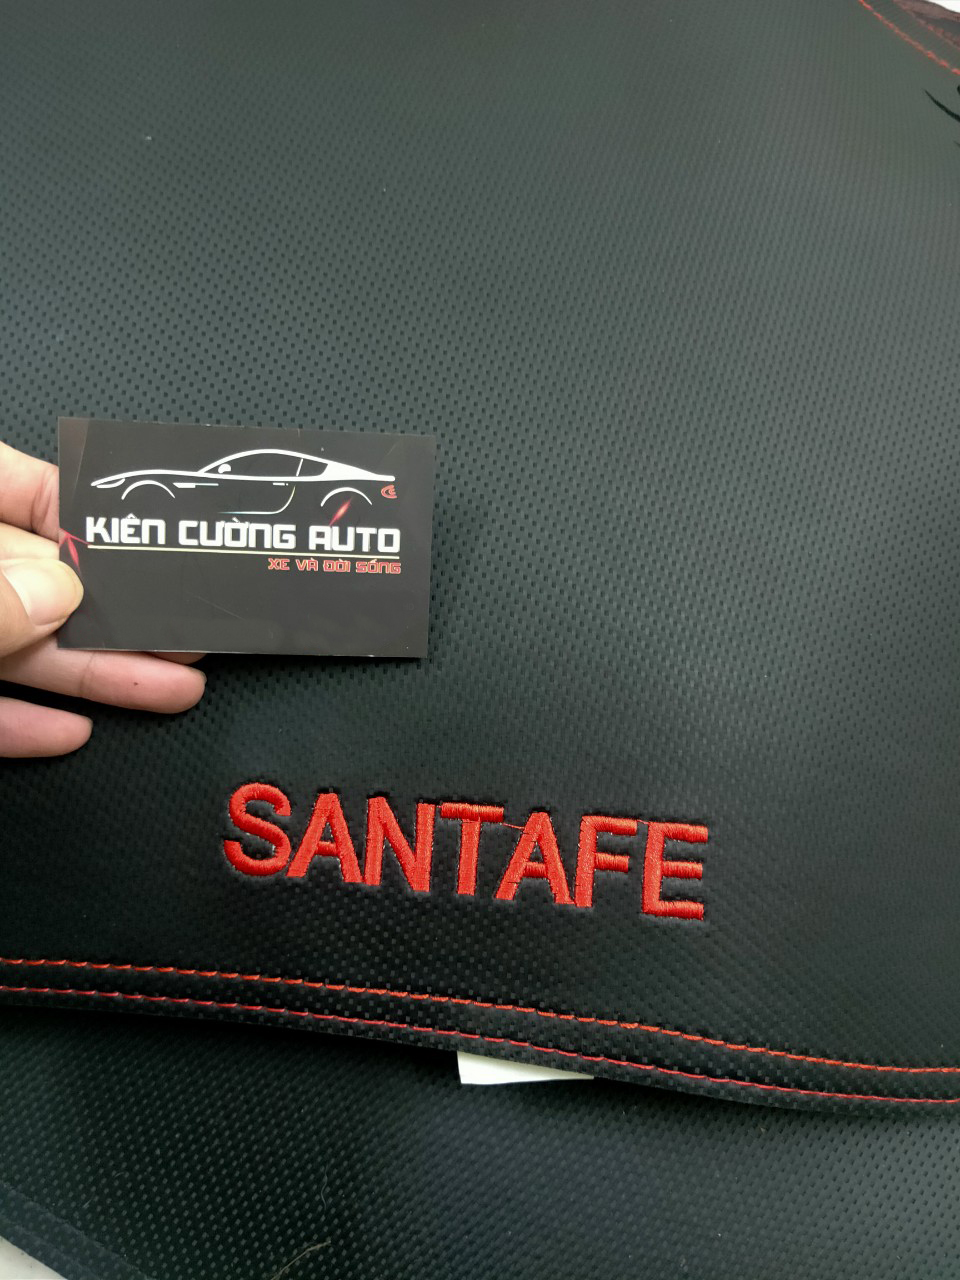 KIÊN CƯỜNG AUTO
XE VÀ ĐỜI SỐNG
SANTAFE